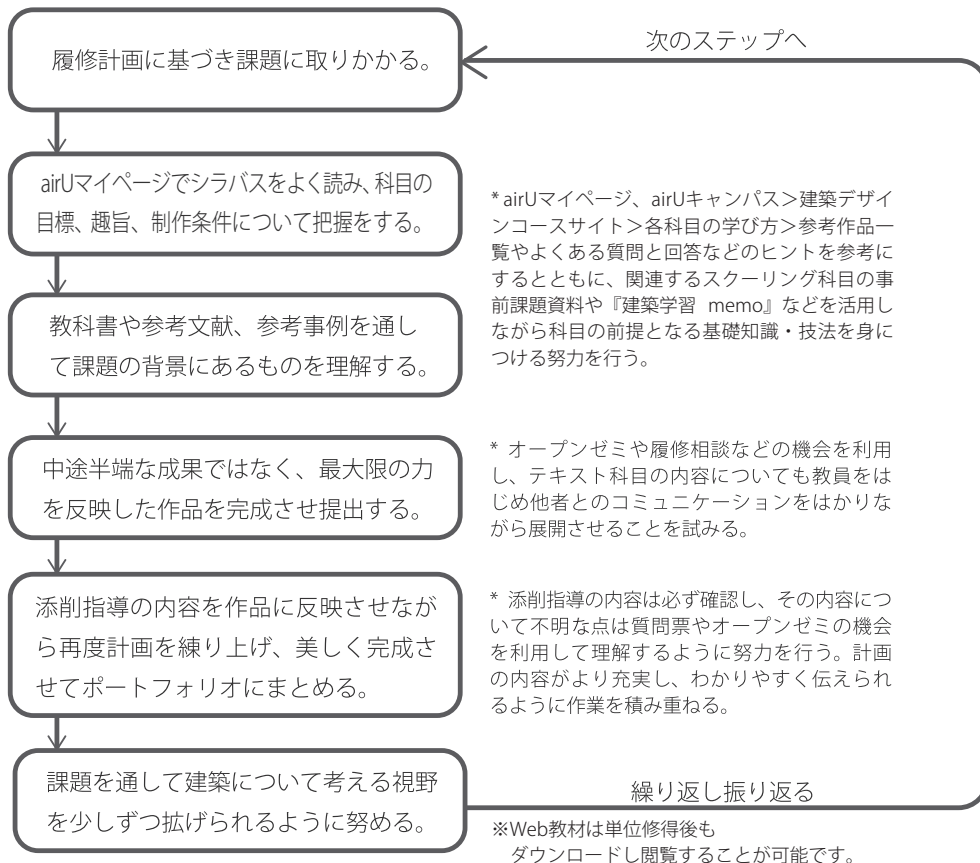 次のステップへ
履修計画に基づき課題に取りかかる。
airUマイページでシラバスをよく読み、科目の
目標、趣旨、制作条件について把握をする。
* airUマイページ、airUキャンパス＞建築デザイ
ンコースサイト＞各科目の学び方＞参考作品一
覧やよくある質問と回答などのヒントを参考に
するとともに、関連するスクーリング科目の事
前課題資料や『建築学習 memo』などを活用し
ながら科目の前提となる基礎知識・技法を身に
つける努力を行う。
教科書や参考文献、参考事例を通し
て課題の背景にあるものを理解する。
中途半端な成果ではなく、最大限の力
を反映した作品を完成させ提出する。
* オープンゼミや履修相談などの機会を利用
し、テキスト科目の内容についても教員をは
じめ他者とのコミュニケーションをはかりな
がら展開させることを試みる。
添削指導の内容を作品に反映させなが
ら再度計画を練り上げ、美しく完成さ
せてポートフォリオにまとめる。
* 添削指導の内容は必ず確認し、その内容につ
いて不明な点は質問票やオープンゼミの機会
を利用して理解するように努力を行う。計画
の内容がより充実し、わかりやすく伝えられ
るように作業を積み重ねる。
課題を通して建築について考える視野
を少しずつ拡げられるように努める。
繰り返し振り返る
※Web教材は単位修得後も
ダウンロードし閲覧することが可能です。